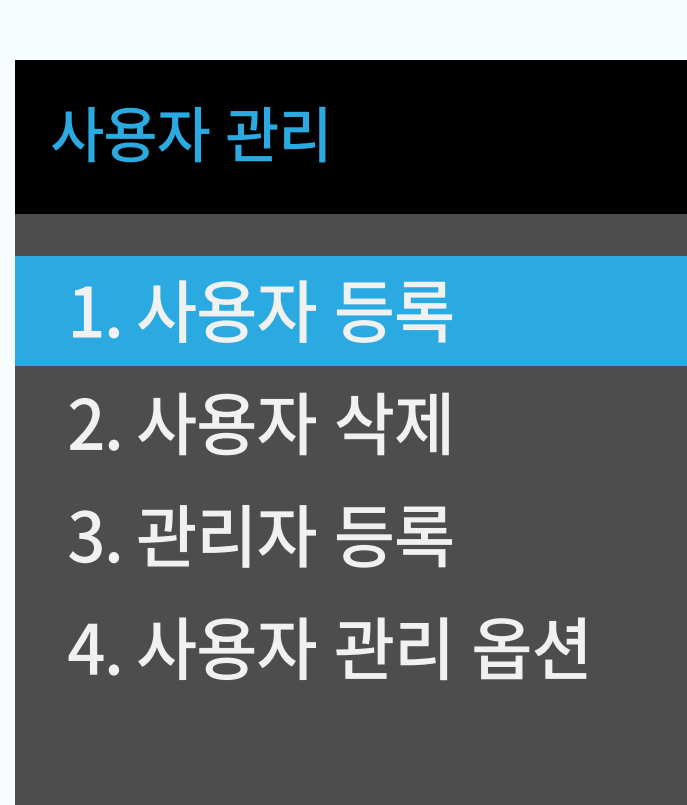 사용자 관리
1. 사용자 등록
2. 사용자 삭제
3. 관리자 등록
4. 사용자 관리 옵션